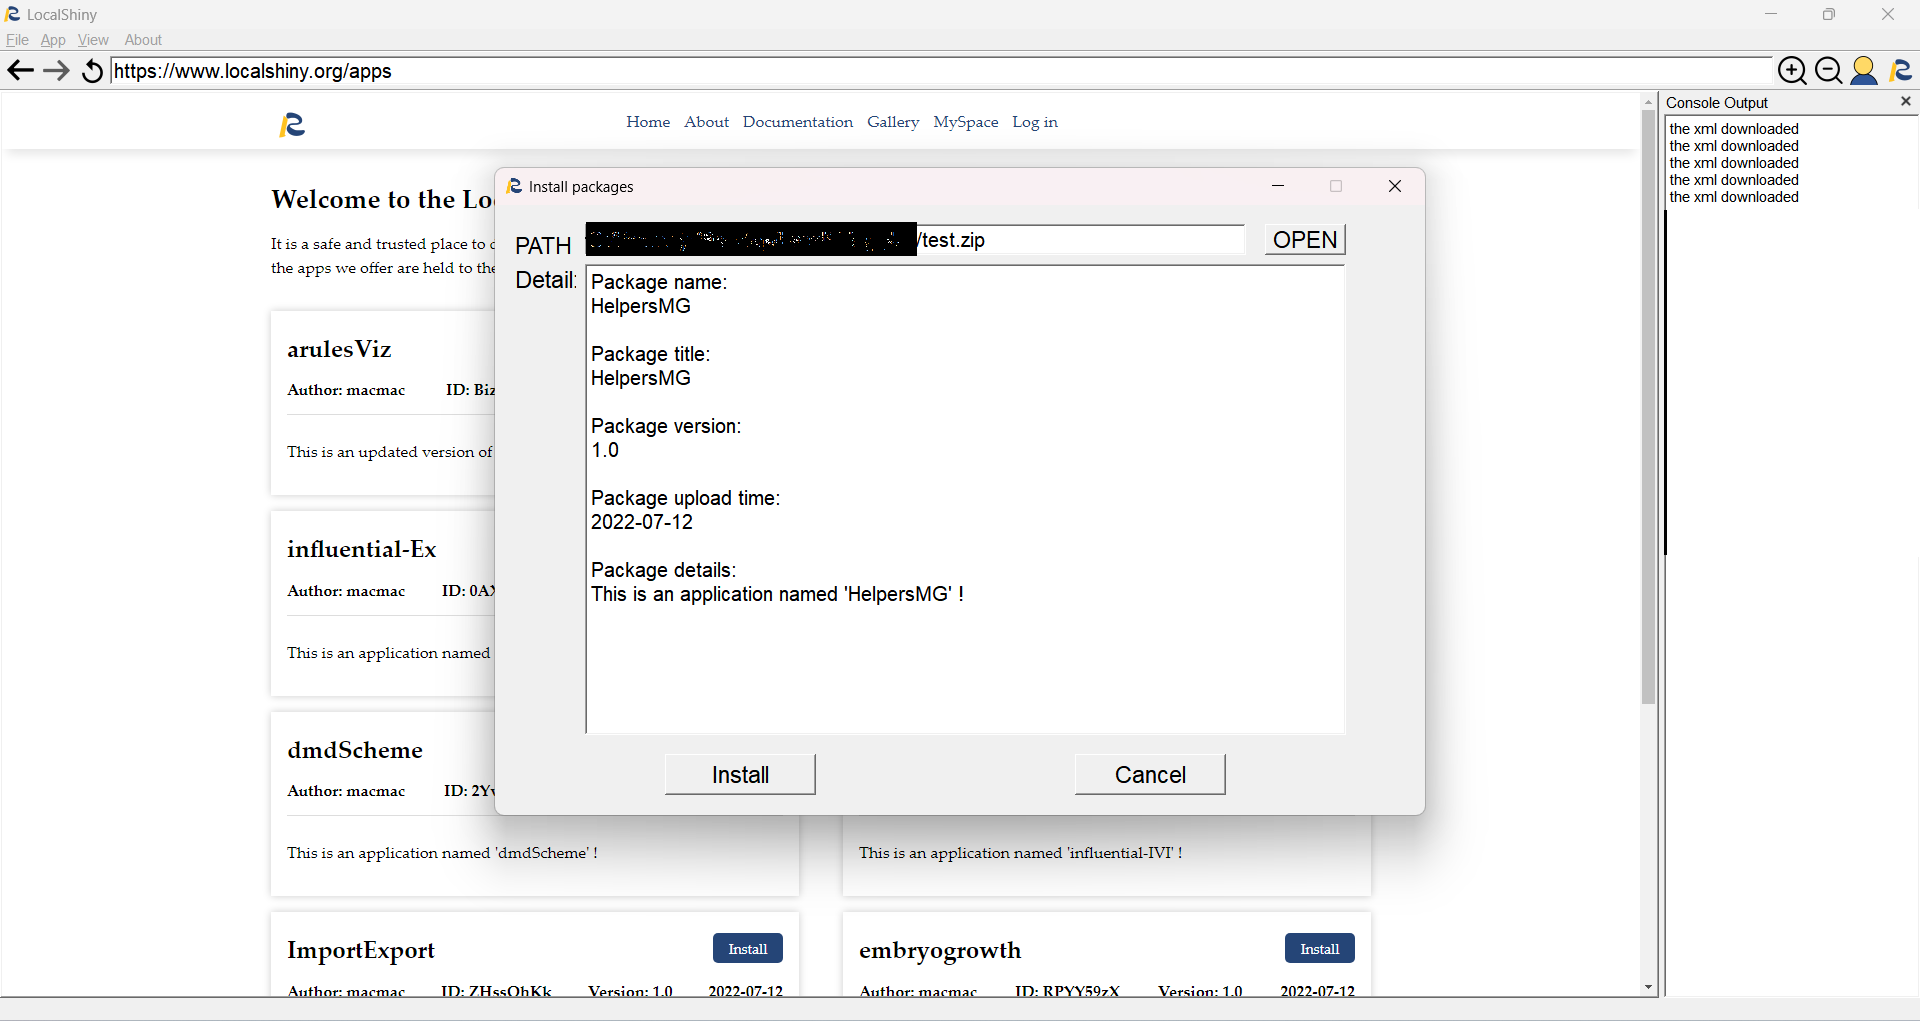 LocalShiny
File App View About
https://www.localshiny.org/apps
Console Output
the xml downloaded
the xml downloaded
the xml downloaded
the xml downloaded
the xml downloaded
Home About Documentation Gallery MySpace Log in
Welcome to the
It is a safe and trusted place to
the apps we offer are held to the
arulesViz
Author: macmac ID:
This is an updated version of
influential-Ex
Author: macmac ID:
This is an application named
dmdScheme
Author: macmac ID:
This is an application named 'dmdScheme' !
This is an application named 'influential-IVI' !
ImportExport Install
Author: macmac ID: ZHssOhKk Version: 1.0 2022-07-12
embryogrowth Install
Author: macmac ID: RPYY59zX Version: 1.0 2022-07-12
Install packages
PATH /test.zip OPEN
Detail:
Package name:
HelpersMG
Package title:
HelpersMG
Package version:
1.0
Package upload time:
2022-07-12
Package details:
This is an application named 'HelpersMG' !
Install Cancel